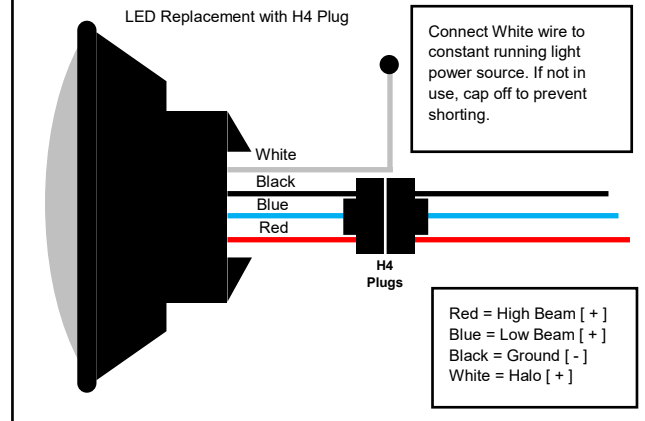 LED Replacement with H4 Plug
Connect White wire to
constant running light
power source. If not in
use, cap off to prevent
shorting.
White
Black
Blue
Red
H4
Plugs
Red = High Beam [ + ]
Blue = Low Beam [ + ]
Black = Ground [ - ]
White = Halo [ + ]